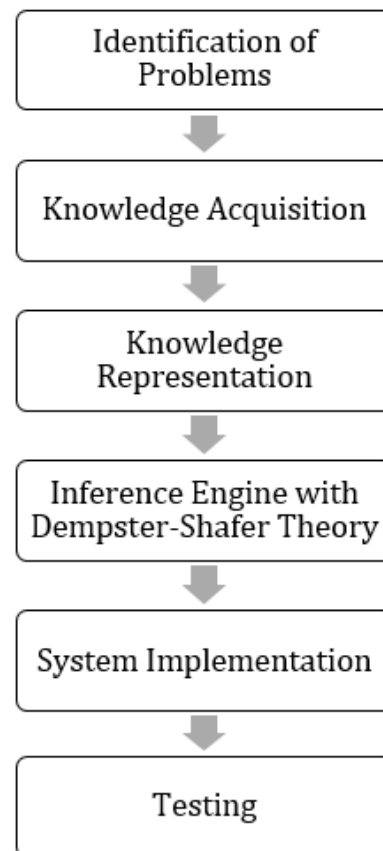 Identification of
Problems
Knowledge Acquisition
Knowledge
Representation
Inference Engine with
Dempster-Shafer Theory
System Implementation
Testing